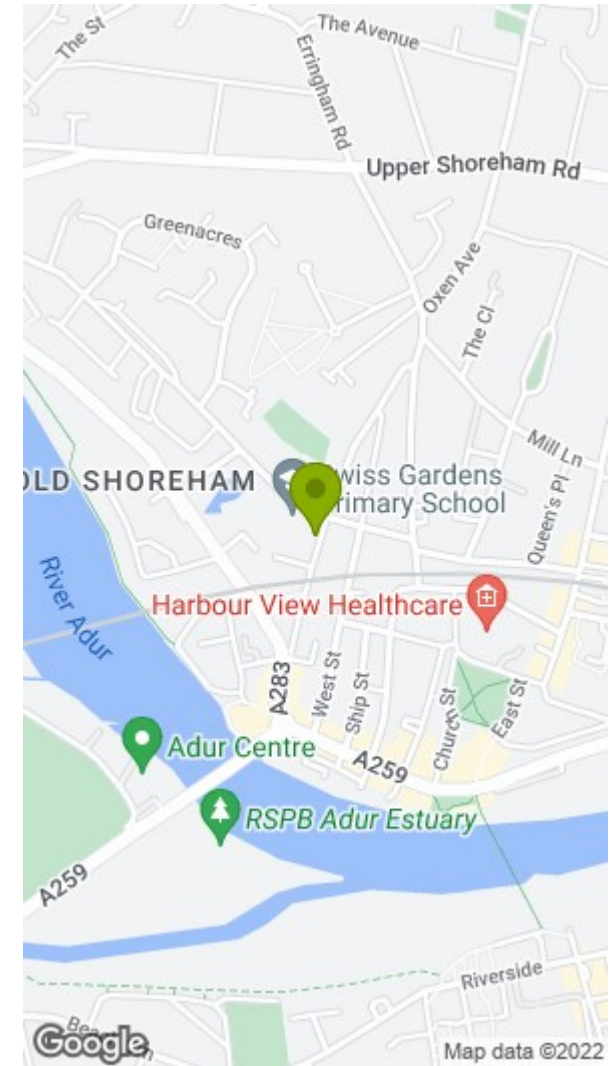 The St
The Avenue
Erringham Rd
Upper Shoreham Rd
Greenacres
Oxen Ave
The Cl
Mill Ln
OLD SHOREHAM
wiss Gardens
rimary School
Queen's Pl
River Adur
Harbour View Healthcare
A283
West St
Ship St
Church St
East St
Adur Centre
A259
RSPB Adur Estuary
A259
Riverside
Google
Map data ©2022